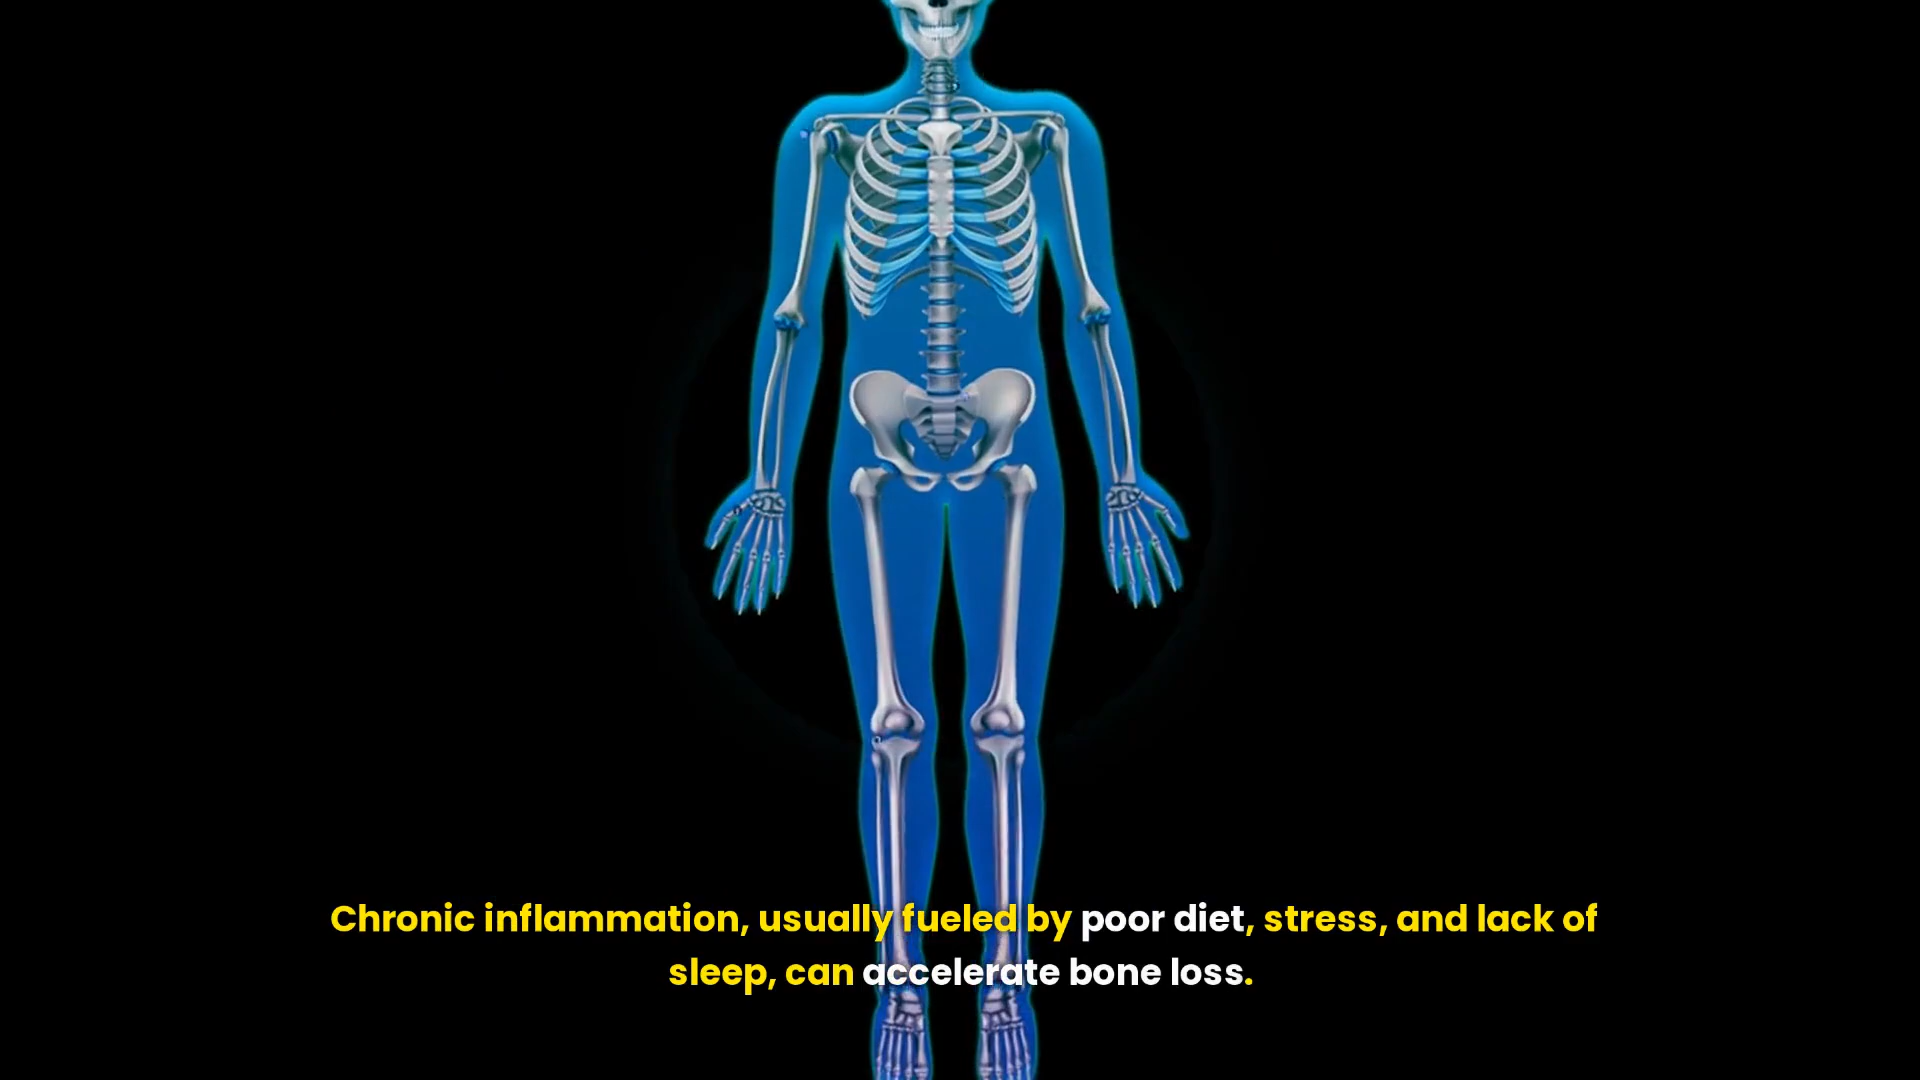 Chronic inflammation, usually fueled by poor diet, stress, and lack of
sleep, can accelerate bone loss.